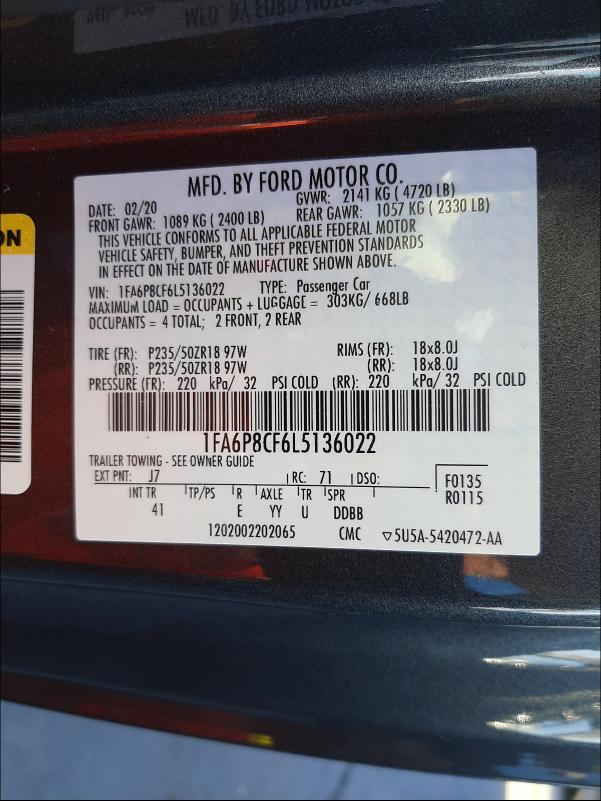 MFD. BY FORD MOTOR CO.
DATE: 02/20 GVWR: 2141 KG ( 4720 LB)
FRONT GAWR: 1089 KG ( 2400 LB) REAR GAWR: 1057 KG ( 2330 LB)
THIS VEHICLE CONFORMS TO ALL APPLICABLE FEDERAL MOTOR
VEHICLE SAFETY, BUMPER, AND THEFT PREVENTION STANDARDS
IN EFFECT ON THE DATE OF MANUFACTURE SHOWN ABOVE.
VIN: 1FA6P8CF6L5136022 TYPE: Passenger Car
MAXIMUM LOAD = OCCUPANTS + LUGGAGE = 303KG/ 668LB
OCCUPANTS = 4 TOTAL; 2 FRONT, 2 REAR
TIRE (FR): P235/50ZR18 97W RIMS (FR): 18x8.0J
(RR): P235/50ZR18 97W (RR): 18x8.0J
PRESSURE (FR): 220 kPa/ 32 PSI COLD (RR): 220 kPa/ 32 PSI COLD
1FA6P8CF6L5136022
TRAILER TOWING - SEE OWNER GUIDE
EXT PNT: J7 RC: 71 DSO: F0135
R0115
INT TR TP/PS R AXLE TR SPR
41 E YY U DDBB
1202002202065 CMC ▽5U5A-5420472-AA
ON